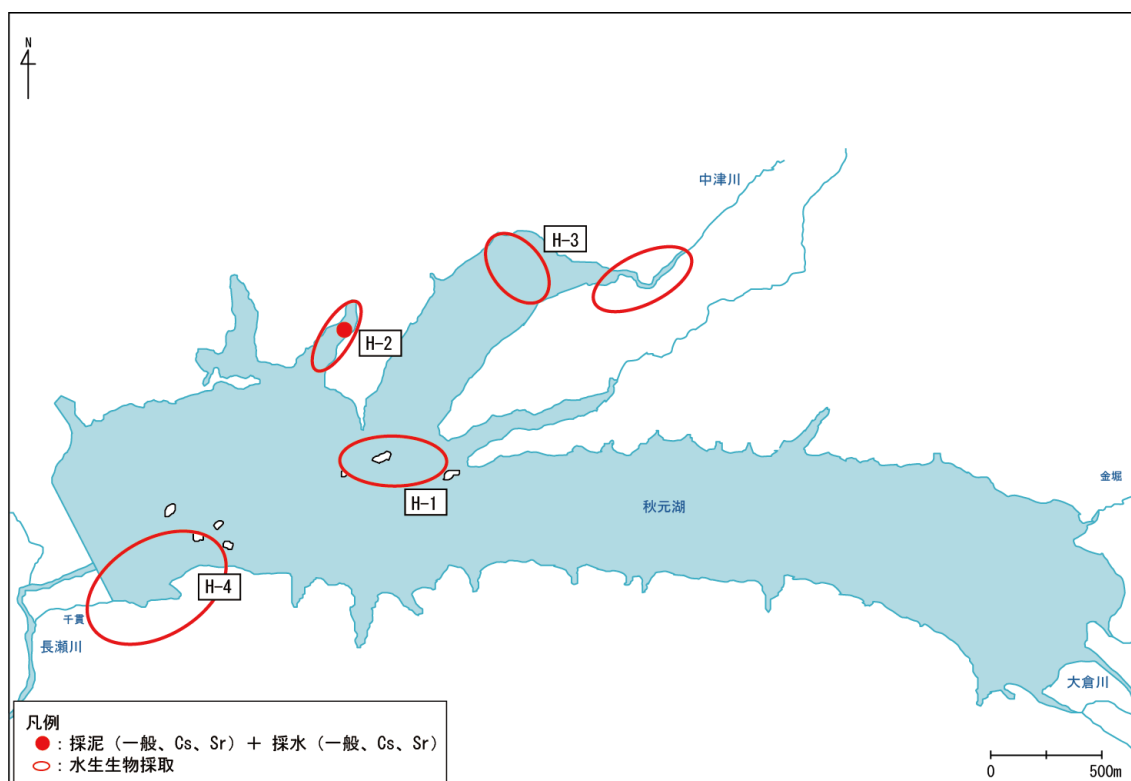 N
中津川
H-3
H-2
H-1
秋元湖
金堀
H-4
千貫
長瀬川
大倉川
凡例
●：採泥（一般、Cs、Sr）＋ 採水（一般、Cs、Sr）
○：水生生物採取
0 500m